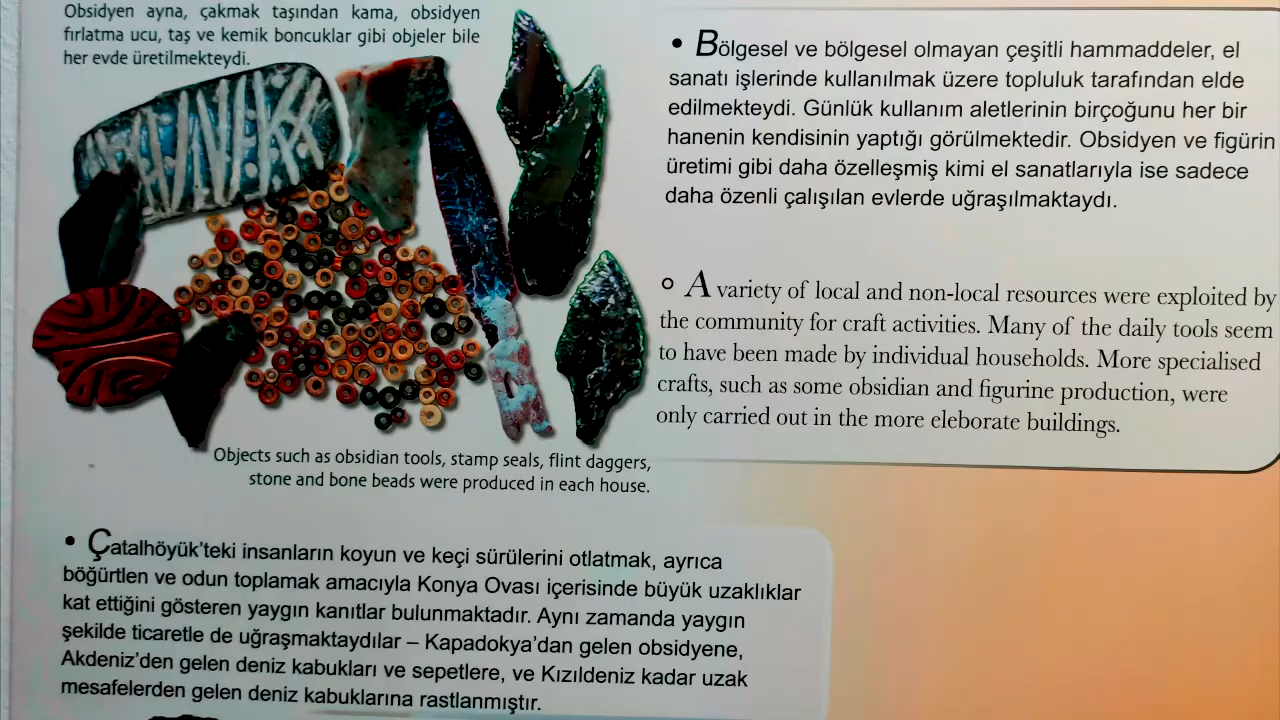 Obsidyen ayna, çakmak taşından kama, obsidyen
fırlatma ucu, taş ve kemik boncuklar gibi objeler bile
her evde üretilmekteydi.
• Bölgesel ve bölgesel olmayan çeşitli hammaddeler, el
sanatı işlerinde kullanılmak üzere topluluk tarafından elde
edilmekteydi. Günlük kullanım aletlerinin birçoğunu her bir
hanenin kendisinin yaptığı görülmektedir. Obsidyen ve figürin
üretimi gibi daha özelleşmiş kimi el sanatlarıyla ise sadece
daha özenli çalışılan evlerde uğraşılmaktaydı.
° A variety of local and non-local resources were exploited by
the community for craft activities. Many of the daily tools seem
to have been made by individual households. More specialised
crafts, such as some obsidian and figurine production, were
only carried out in the more eleborate buildings.
Objects such as obsidian tools, stamp seals, flint daggers,
stone and bone beads were produced in each house.
• Çatalhöyük'teki insanların koyun ve keçi sürülerini otlatmak, ayrıca
böğürtlen ve odun toplamak amacıyla Konya Ovası içerisinde büyük uzaklıklar
kat ettiğini gösteren yaygın kanıtlar bulunmaktadır. Aynı zamanda yaygın
şekilde ticaretle de uğraşmaktaydılar – Kapadokya'dan gelen obsidyene,
Akdeniz'den gelen deniz kabukları ve sepetlere, ve Kızıldeniz kadar uzak
mesafelerden gelen deniz kabuklarına rastlanmıştır.